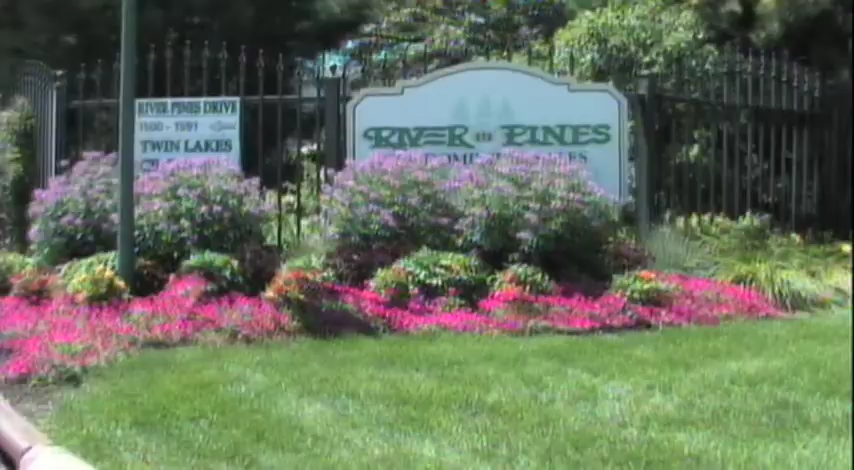 RIVER PINES DRIVE
1500 - 1591
TWIN LAKES
RIVER PINES